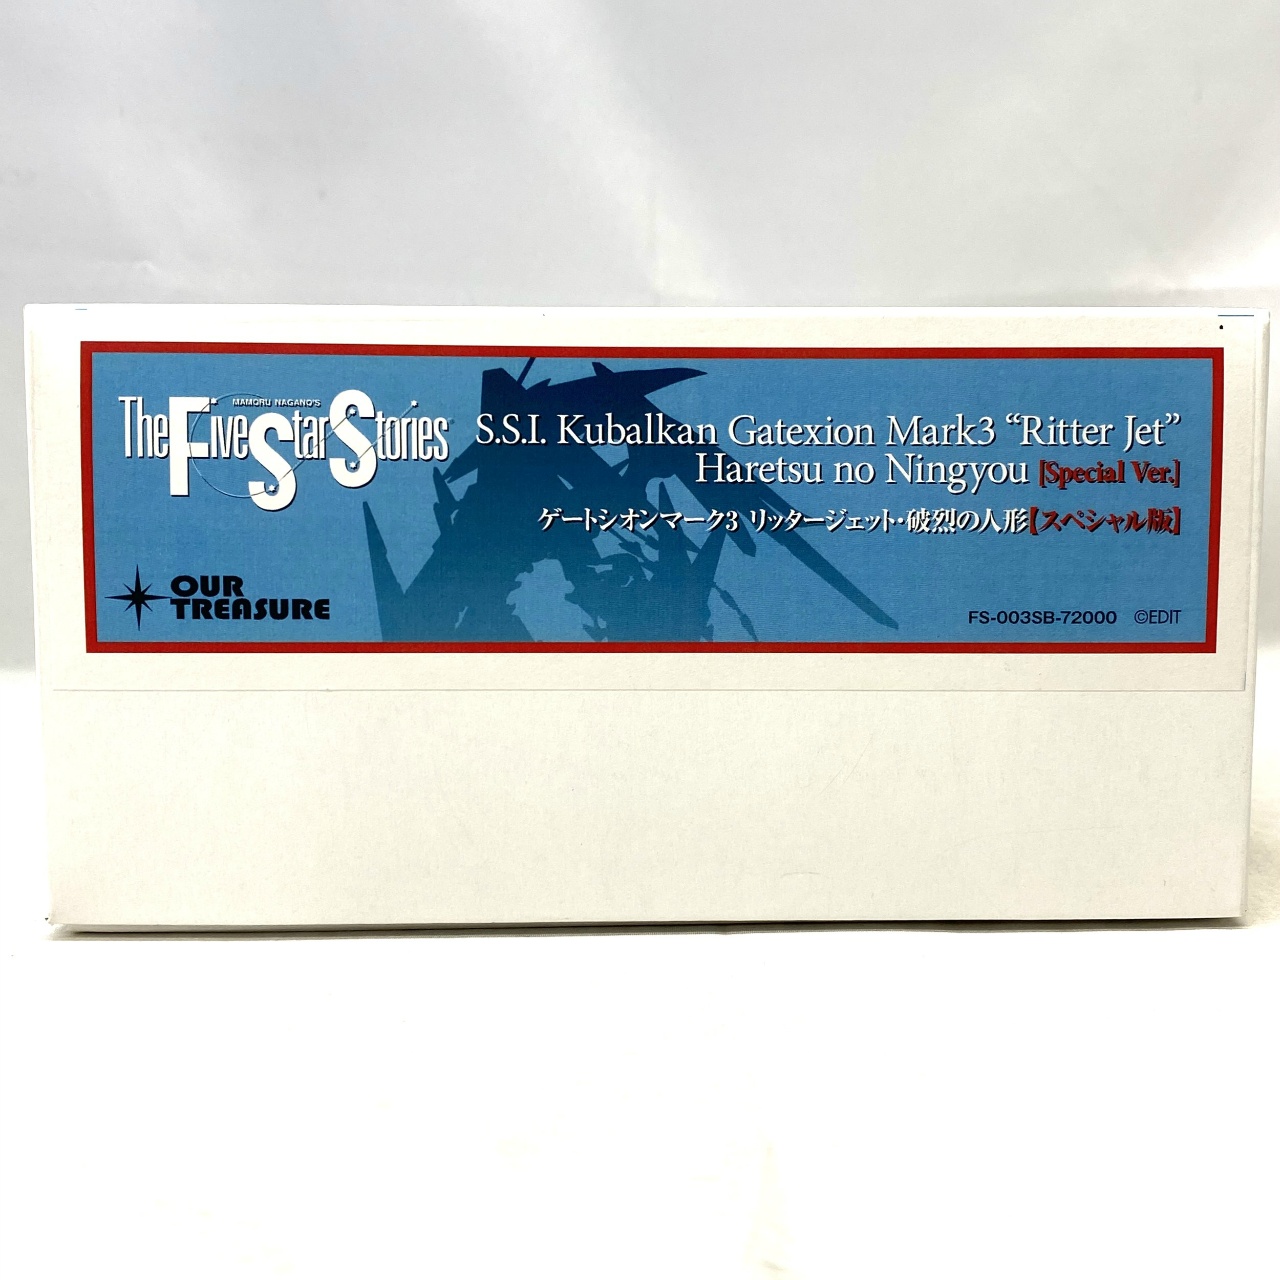 MAMORU NAGANO'S
The Five Star Stories
S.S.I. Kubalkan Gatexion Mark3 “Ritter Jet”
Haretsu no Ningyou [Special Ver.]
ゲートシオンマーク3 リッタージェット・破烈の人形【スペシャル版】
OUR
TREASURE
FS-003SB-72000 ©EDIT